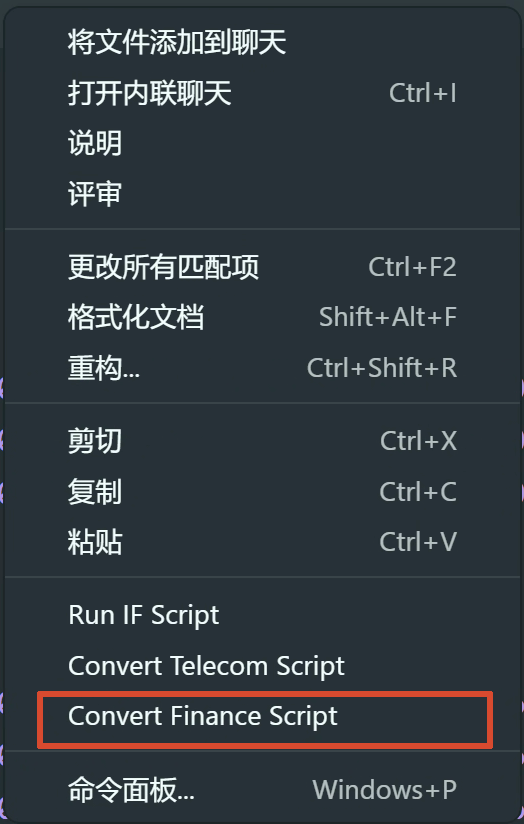 将文件添加到聊天
打开内联聊天 Ctrl+I
说明
评审
更改所有匹配项 Ctrl+F2
格式化文档 Shift+Alt+F
重构... Ctrl+Shift+R
剪切 Ctrl+X
复制 Ctrl+C
粘贴 Ctrl+V
Run IF Script
Convert Telecom Script
Convert Finance Script
命令面板... Windows+P